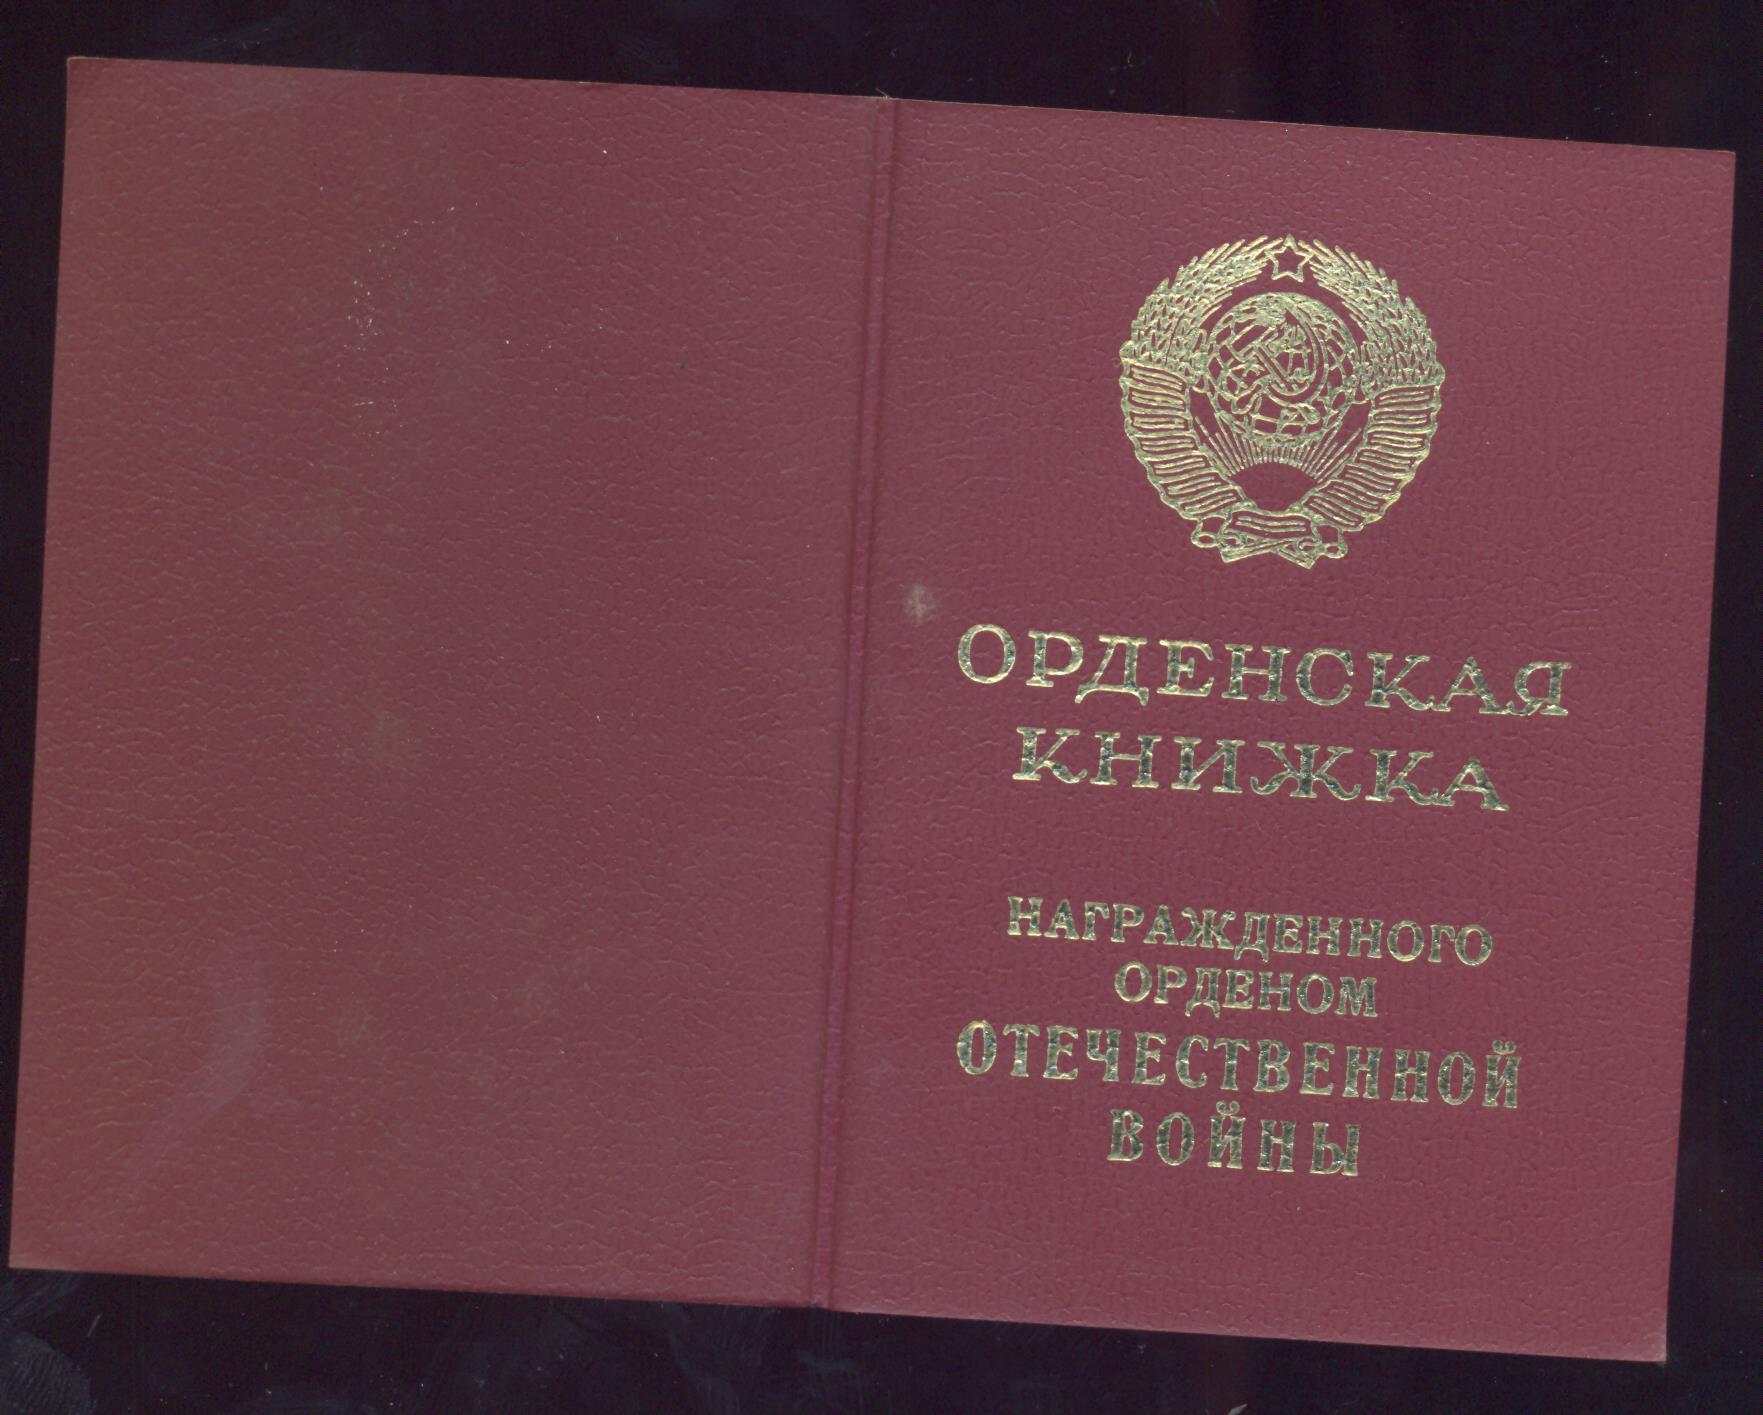 ОРДЕНСКАЯ
КНИЖКА
НАГРАЖДЕННОГО
ОРДЕНОМ
ОТЕЧЕСТВЕННОЙ
ВОЙНЫ